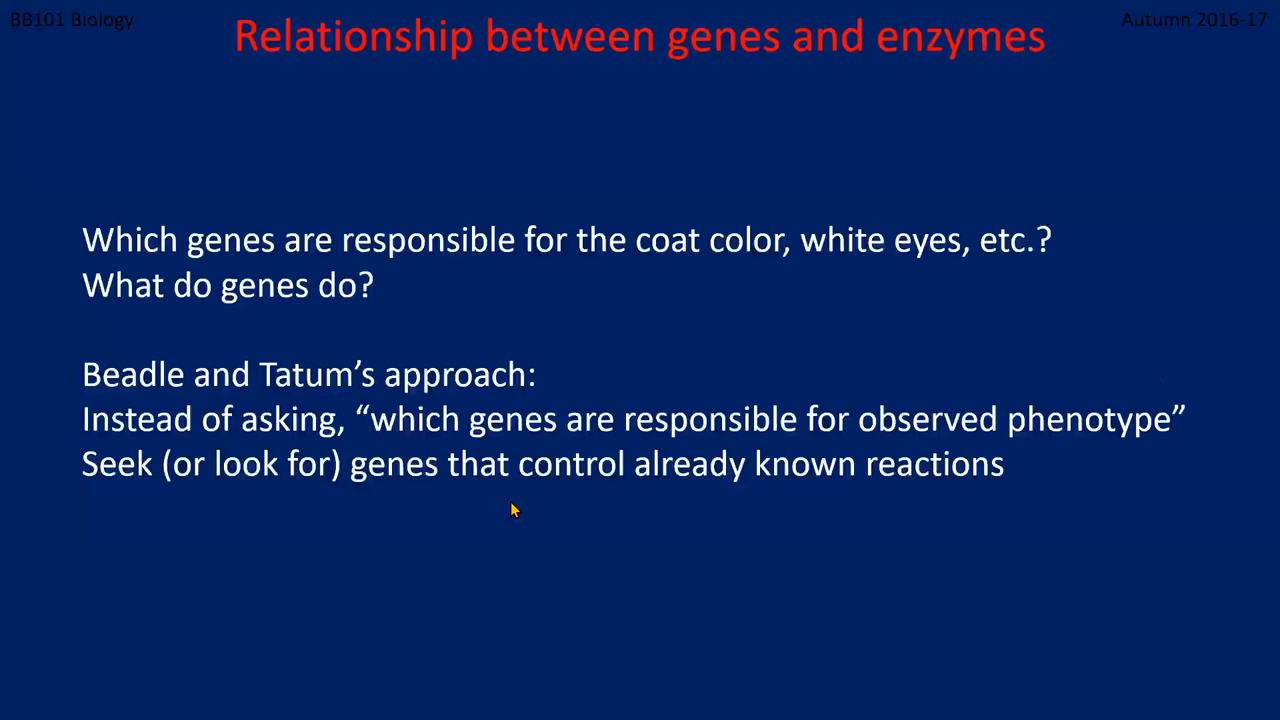 BB101 Biology
Autumn 2016-17
Relationship between genes and enzymes
Which genes are responsible for the coat color, white eyes, etc.?
What do genes do?
Beadle and Tatum’s approach:
Instead of asking, “which genes are responsible for observed phenotype”
Seek (or look for) genes that control already known reactions